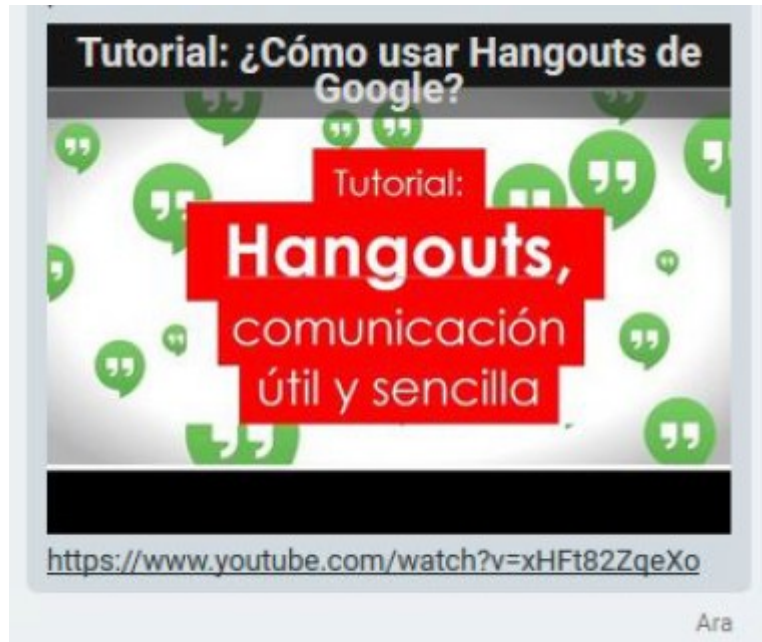 Tutorial: ¿Cómo usar Hangouts de
Google?
Tutorial:
Hangouts,
comunicación
útil y sencilla
https://www.youtube.com/watch?v=xHFt82ZqeXo
Ara